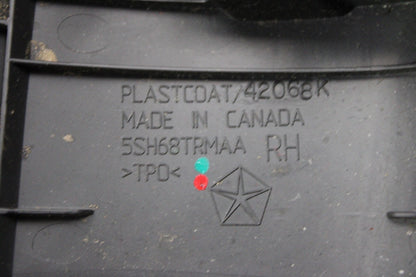 PLASTCOAT/42068K
MADE IN CANADA
5SH68TRMAA RH
>TPO<